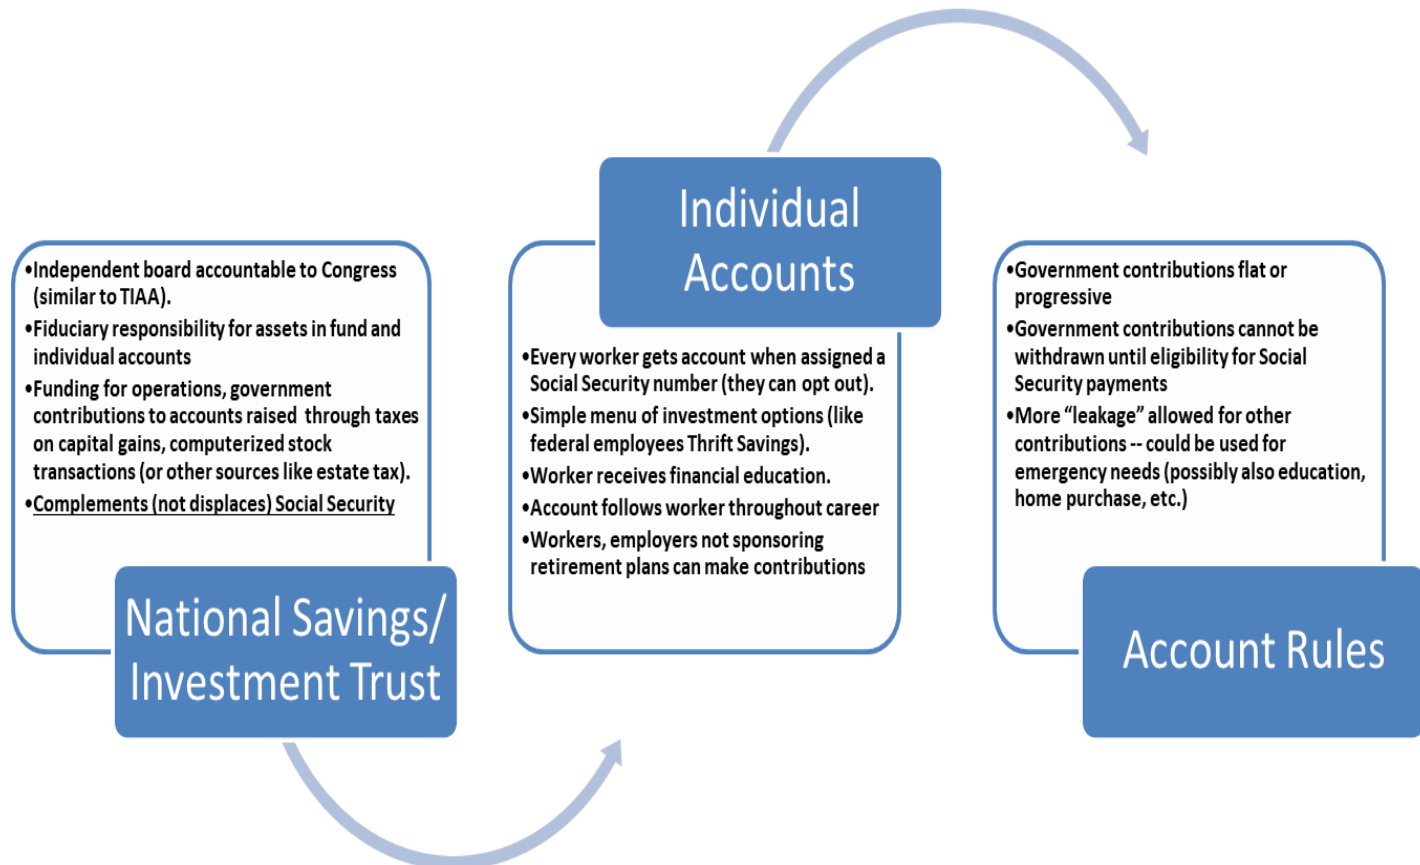 •Independent board accountable to Congress
(similar to TIAA).
•Fiduciary responsibility for assets in fund and
individual accounts
•Funding for operations, government
contributions to accounts raised through taxes
on capital gains, computerized stock
transactions (or other sources like estate tax).
•Complements (not displaces) Social Security
National Savings/
Investment Trust
Individual
Accounts
•Every worker gets account when assigned a
Social Security number (they can opt out).
•Simple menu of investment options (like
federal employees Thrift Savings).
•Worker receives financial education.
•Account follows worker throughout career
•Workers, employers not sponsoring
retirement plans can make contributions
•Government contributions flat or
progressive
•Government contributions cannot be
withdrawn until eligibility for Social
Security payments
•More “leakage” allowed for other
contributions -- could be used for
emergency needs (possibly also education,
home purchase, etc.)
Account Rules